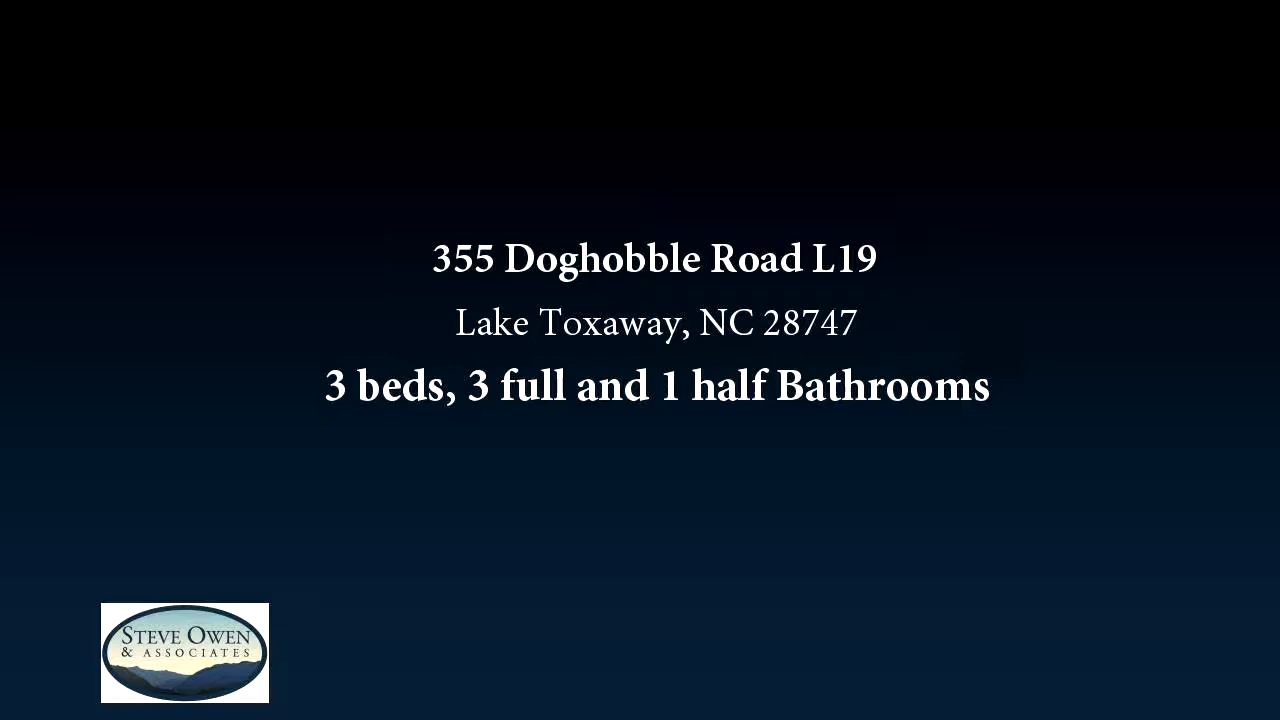 355 Doghobble Road L19
Lake Toxaway, NC 28747
3 beds, 3 full and 1 half Bathrooms
STEVE OWEN
& ASSOCIATES